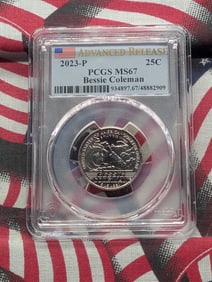 ADVANCED RELEASE
2023-P 25C
PCGS MS67
Bessie Coleman
934897.67/48882909